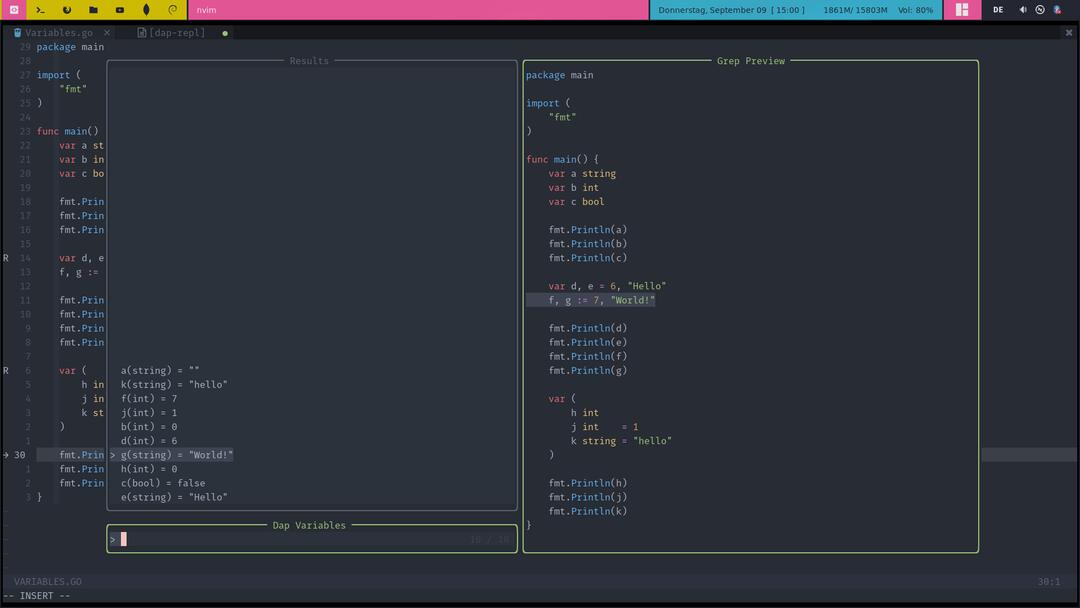 nvim
Donnerstag, September 09 [ 15:00 ] 1861M/ 15803M Vol: 80%
DE
Variables.go ×
[dap-repl]
29 package main
28
27 import (
26 "fmt"
25 )
24
23 func main()
22 var a st
21 var b in
20 var c bo
19
18 fmt.Prin
17 fmt.Prin
16 fmt.Prin
15
R 14 var d, e
13 f, g :=
12
11 fmt.Prin
10 fmt.Prin
9 fmt.Prin
8 fmt.Prin
7
R 6 var (
5 h in
4 j in
3 k st
2 )
1
→ 30 fmt.Prin
1 fmt.Prin
2 fmt.Prin
3 }
Results
a(string) = ""
k(string) = "hello"
f(int) = 7
j(int) = 1
b(int) = 0
d(int) = 6
> g(string) = "World!"
h(int) = 0
c(bool) = false
e(string) = "Hello"
Dap Variables
> 10 / 10
Grep Preview
package main
import (
"fmt"
)
func main() {
var a string
var b int
var c bool
fmt.Println(a)
fmt.Println(b)
fmt.Println(c)
var d, e = 6, "Hello"
f, g := 7, "World!"
fmt.Println(d)
fmt.Println(e)
fmt.Println(f)
fmt.Println(g)
var (
h int
j int = 1
k string = "hello"
)
fmt.Println(h)
fmt.Println(j)
fmt.Println(k)
}
VARIABLES.GO 30:1
-- INSERT --